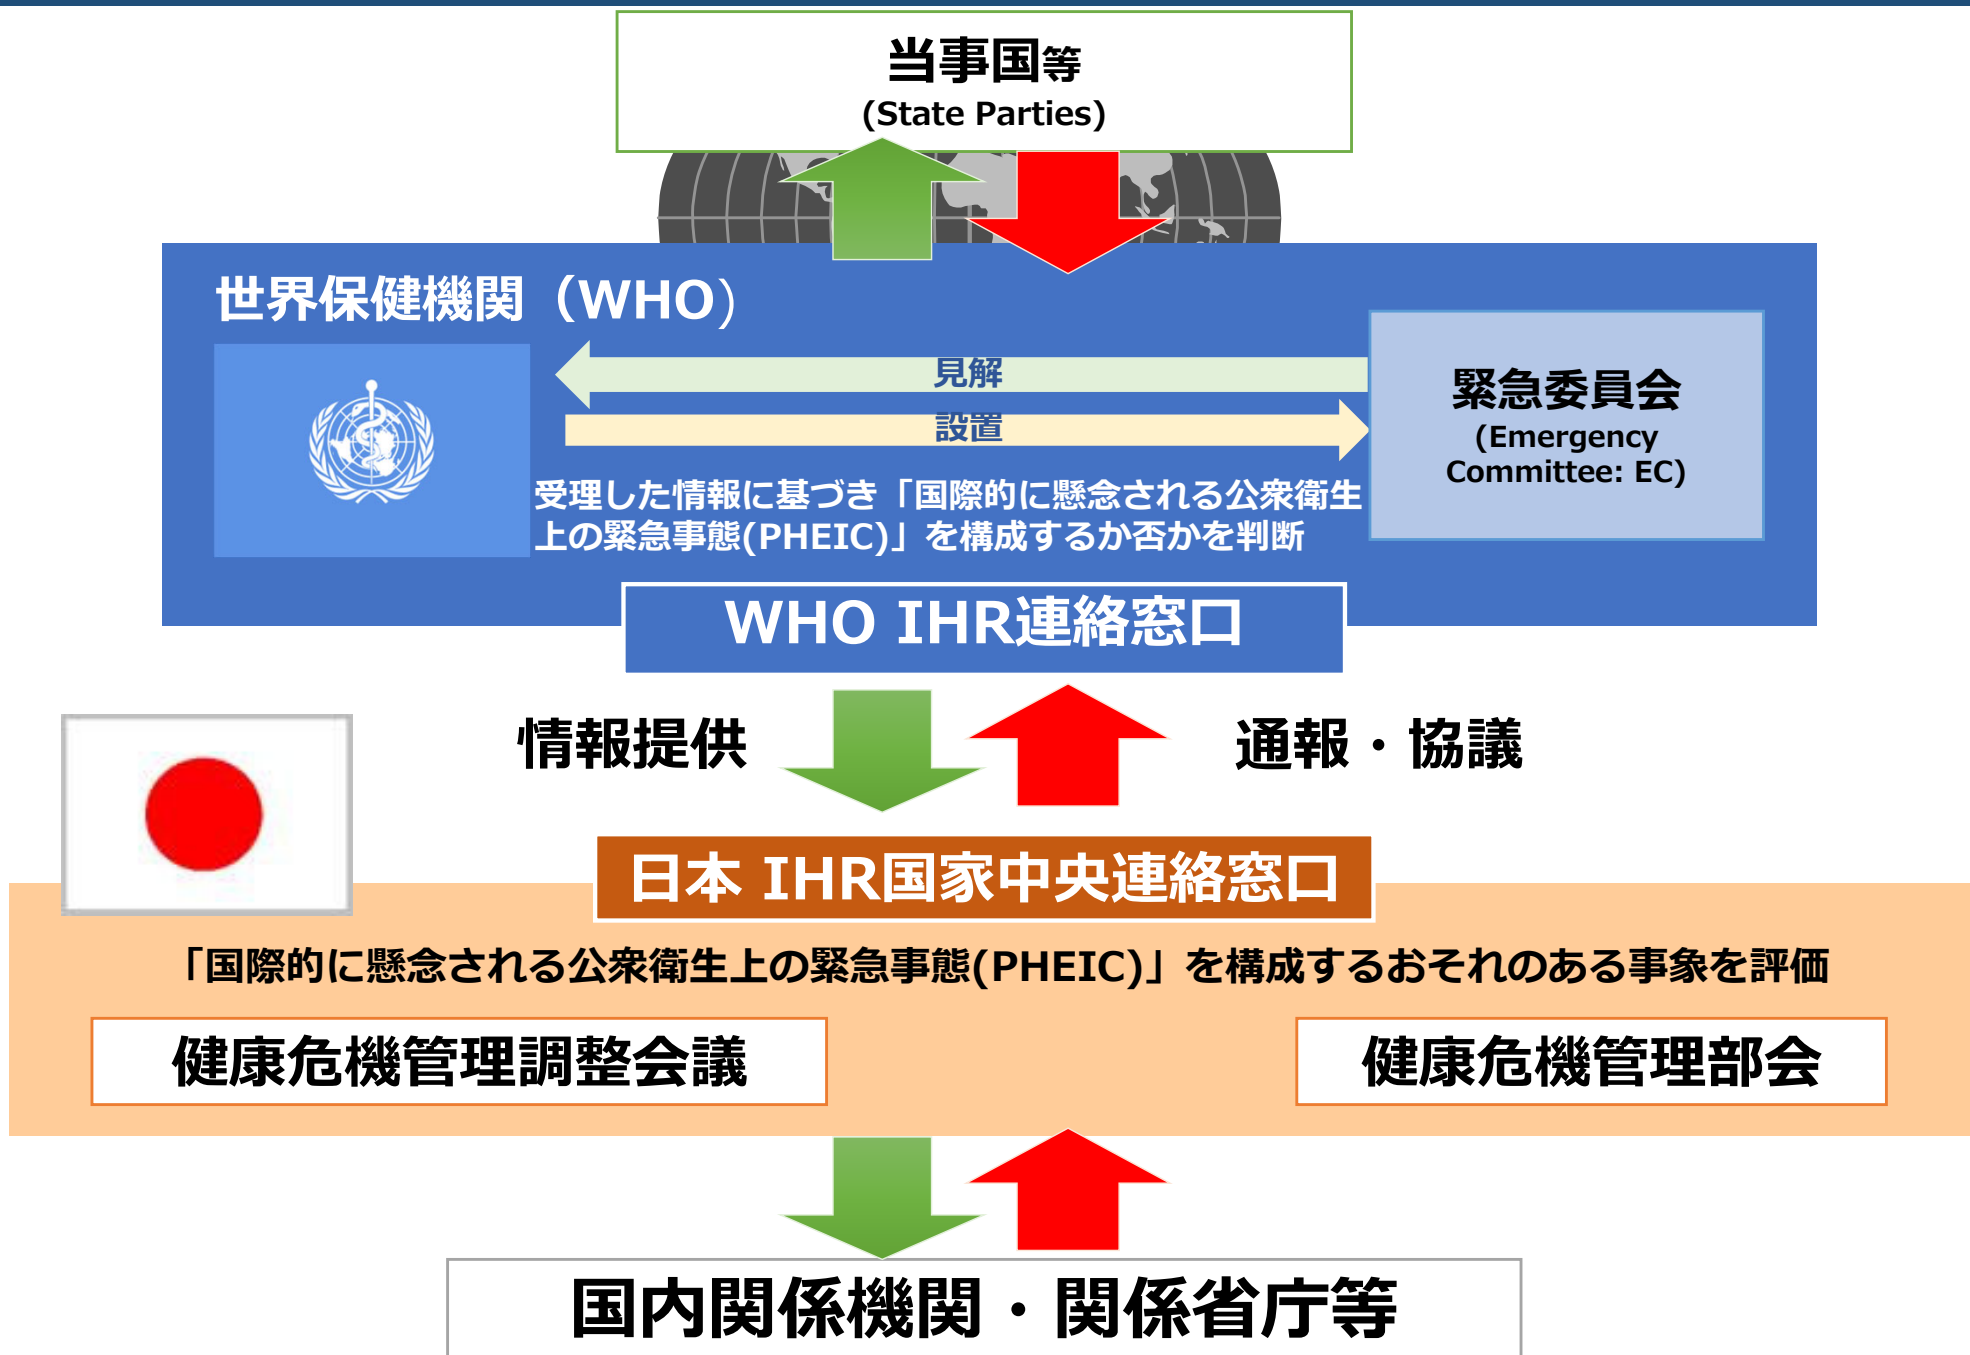 当事国等
(State Parties)
世界保健機関（WHO）
見解
設置
緊急委員会
(Emergency
Committee: EC)
受理した情報に基づき「国際的に懸念される公衆衛生
上の緊急事態(PHEIC)」を構成するか否かを判断
WHO IHR連絡窓口
情報提供
通報・協議
日本 IHR国家中央連絡窓口
「国際的に懸念される公衆衛生上の緊急事態(PHEIC)」を構成するおそれのある事象を評価
健康危機管理調整会議
健康危機管理部会
国内関係機関・関係省庁等